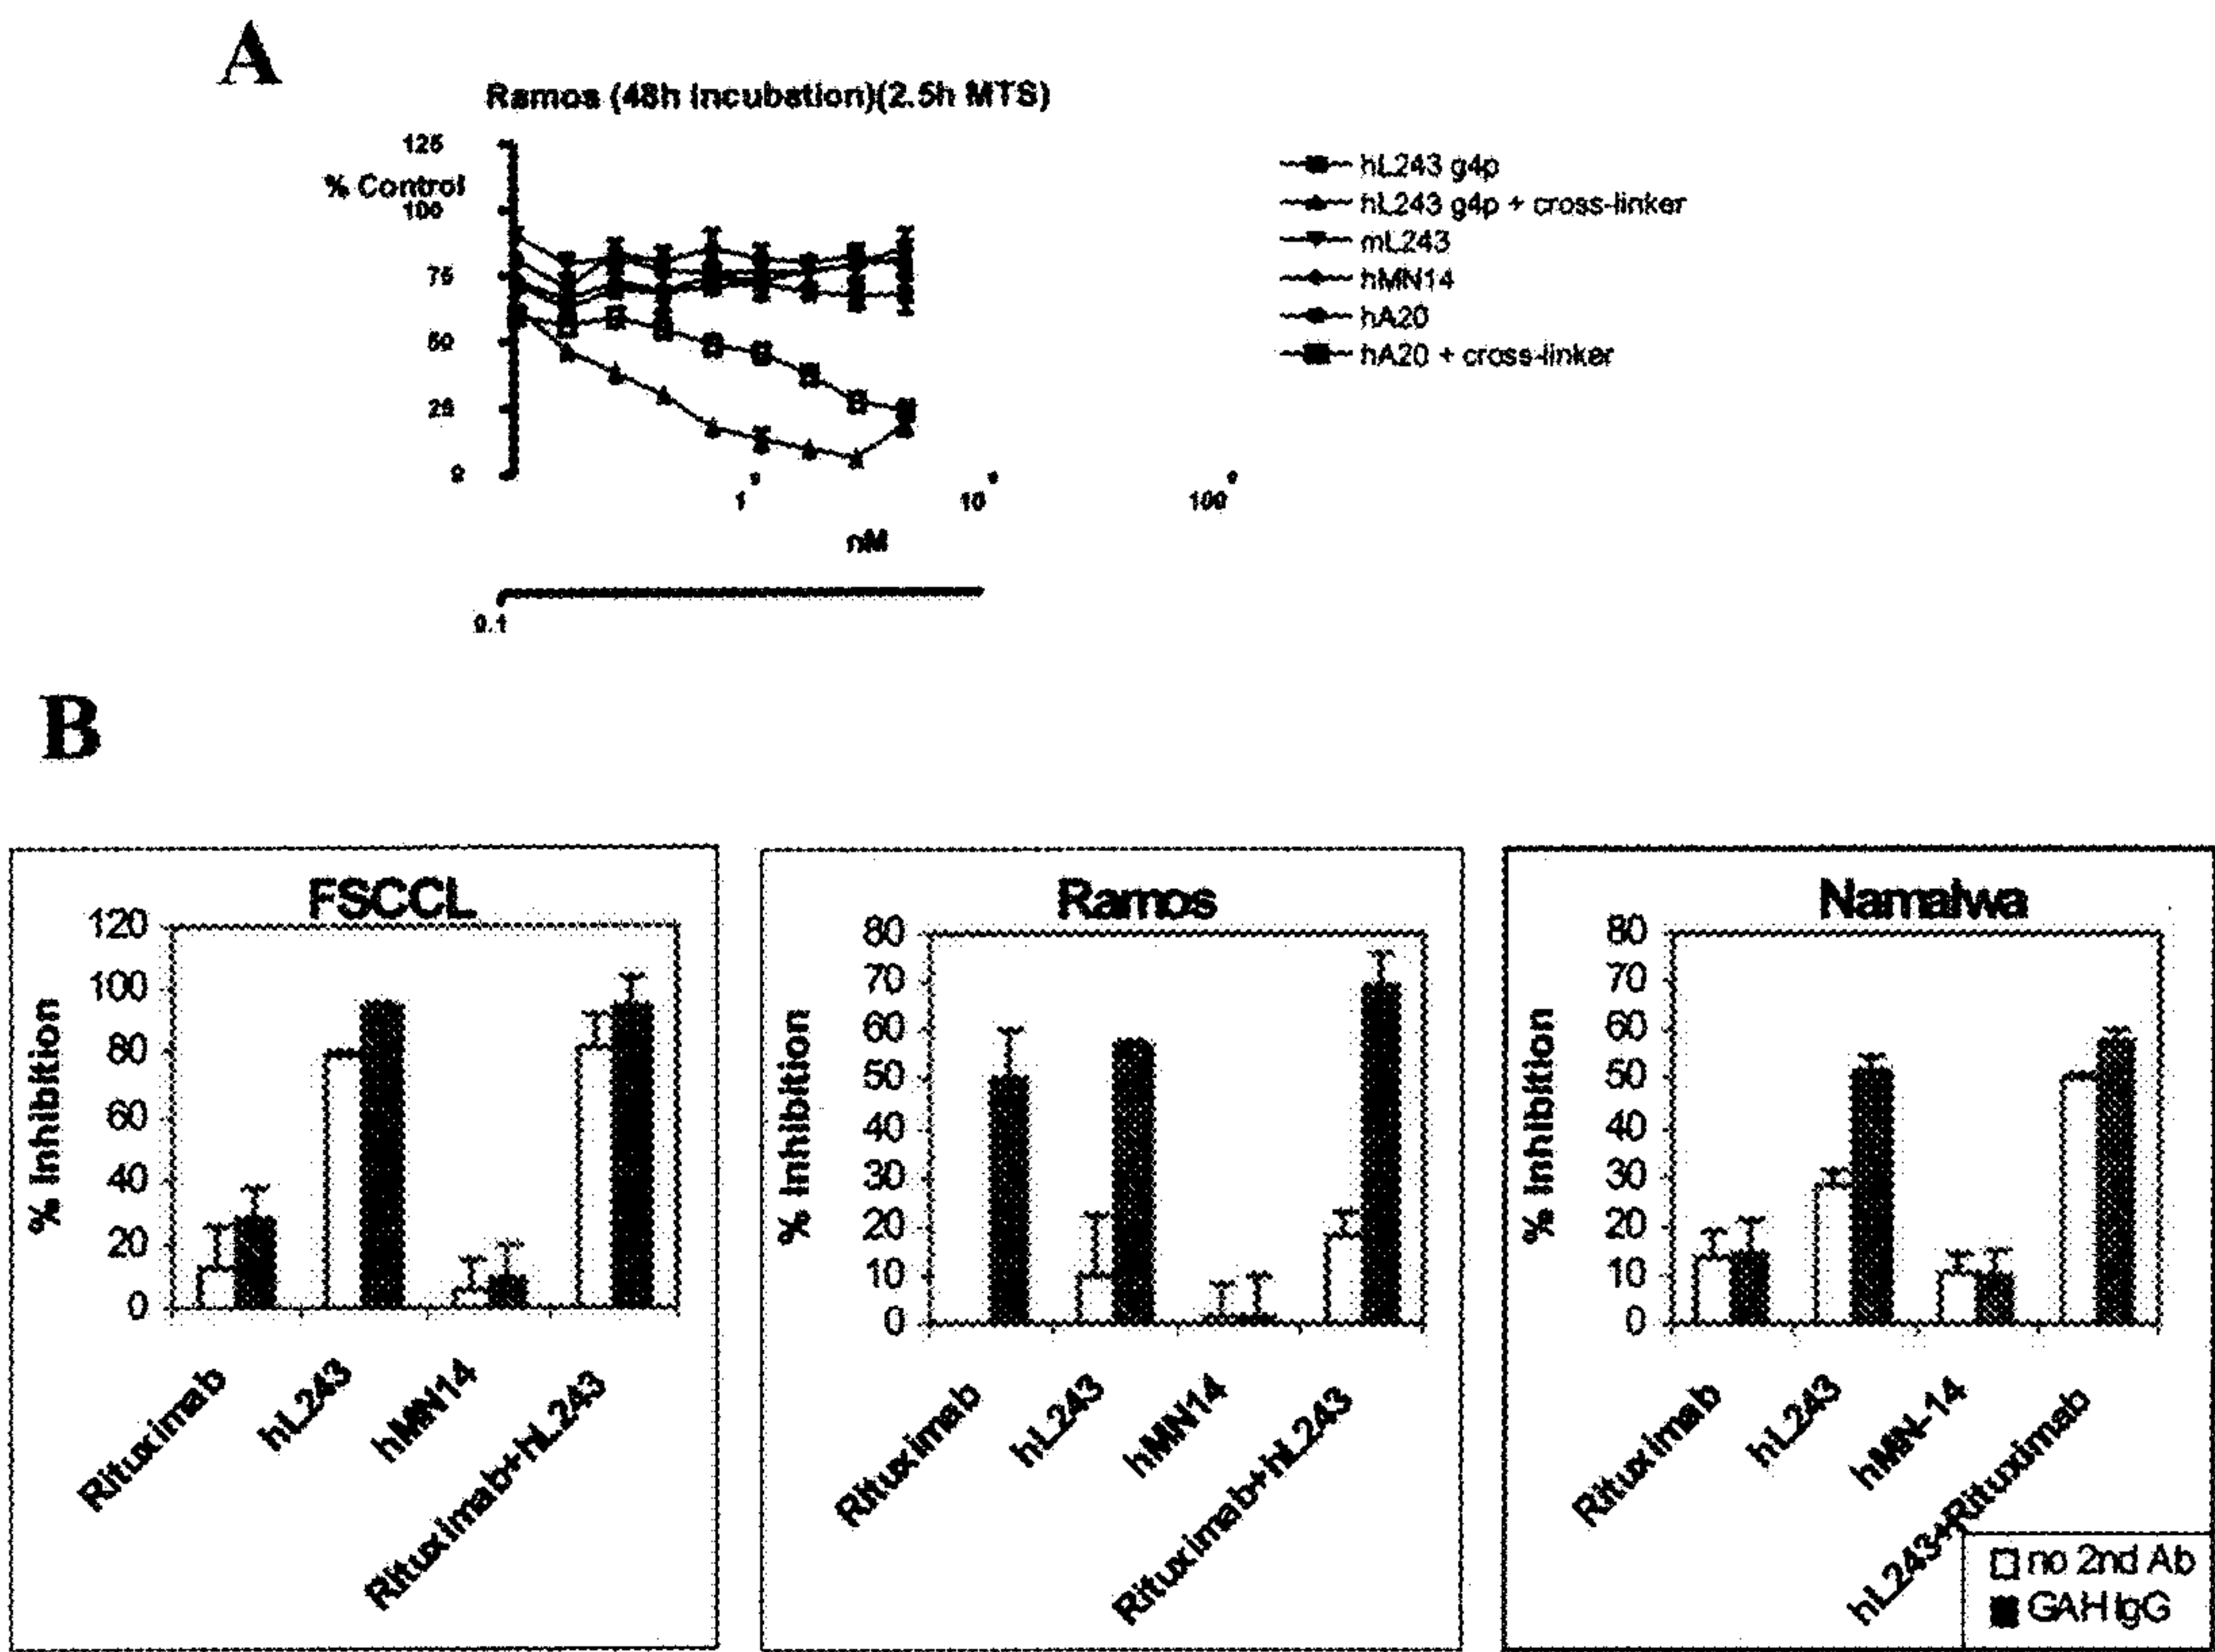 A
Ramos (48h Incubation)(2.5h MTS)
125
% Control
100
75
50
25
0
1
10
100
nM
0.1
hL243 g4p
hL243 g4p + cross-linker
mL243
hMN14
hA20
hA20 + cross-linker
B
FSCCL
120
100
80
60
40
20
0
% Inhibition
Rituximab
hL243
hMN14
Rituximab+hL243
Ramos
80
70
60
50
40
30
20
10
0
% Inhibition
Rituximab
hL243
hMN14
Rituximab+hL243
Namalwa
80
70
60
50
40
30
20
10
0
% Inhibition
Rituximab
hL243
hMN-14
hL243+Rituximab
no 2nd Ab
GAH IgG